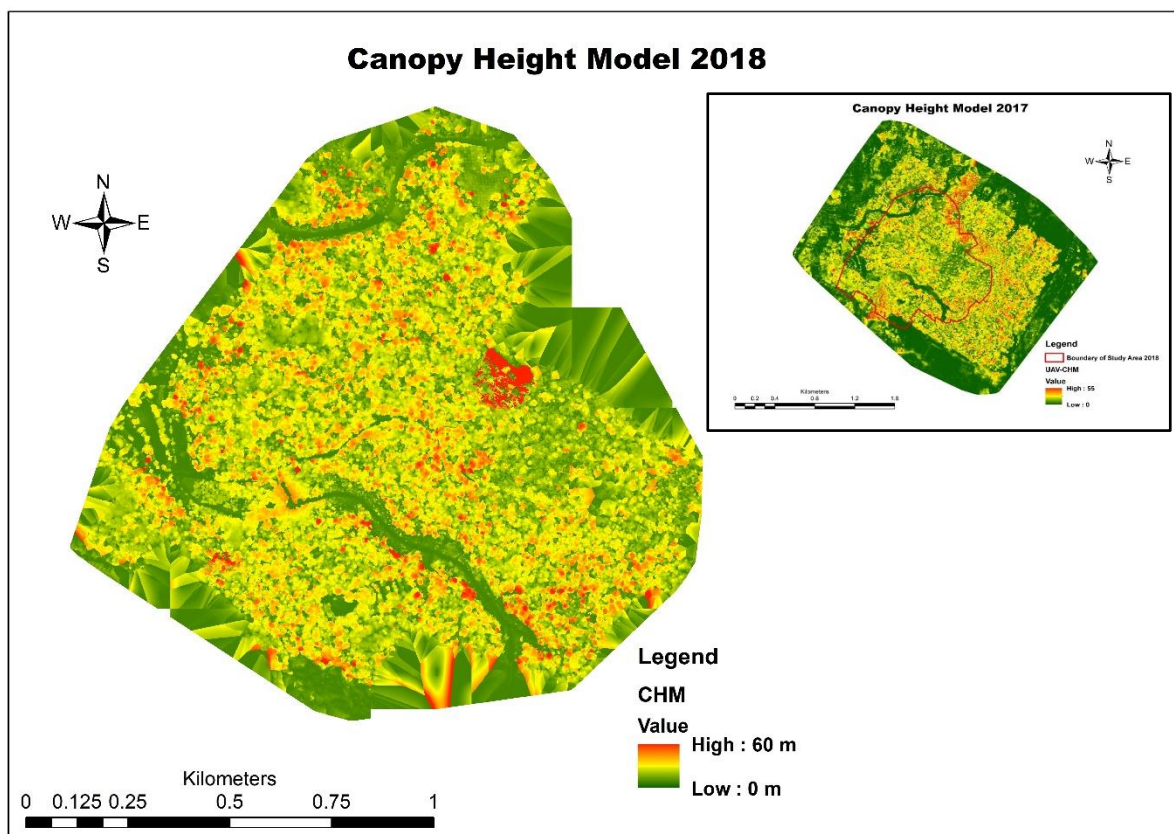 Canopy Height Model 2018
N
W E
S
Legend
CHM
Value
High : 60 m
Low : 0 m
Kilometers
0 0.125 0.25 0.5 0.75 1
Canopy Height Model 2017
N
W E
S
Legend
Boundary of Study Area 2018
UAV-CHM
Value
High : 55
Low : 0
Kilometers
0 0.2 0.4 0.8 1.2 1.6